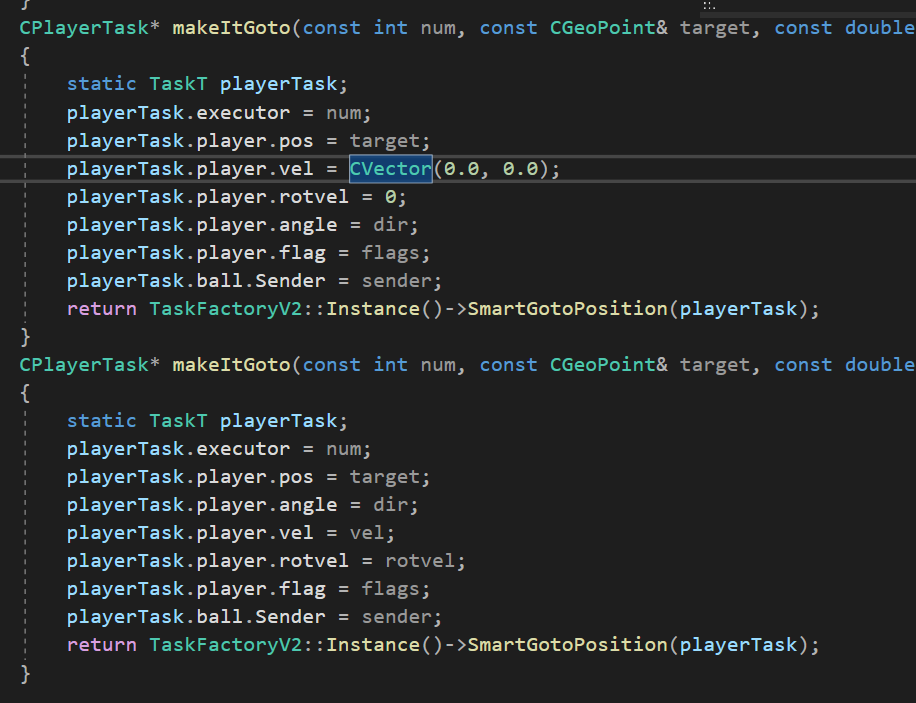 }
CPlayerTask* makeItGoto(const int num, const CGeoPoint& target, const double
{
    static TaskT playerTask;
    playerTask.executor = num;
    playerTask.player.pos = target;
    playerTask.player.vel = CVector(0.0, 0.0);
    playerTask.player.rotvel = 0;
    playerTask.player.angle = dir;
    playerTask.player.flag = flags;
    playerTask.ball.Sender = sender;
    return TaskFactoryV2::Instance()->SmartGotoPosition(playerTask);
}
CPlayerTask* makeItGoto(const int num, const CGeoPoint& target, const double
{
    static TaskT playerTask;
    playerTask.executor = num;
    playerTask.player.pos = target;
    playerTask.player.angle = dir;
    playerTask.player.vel = vel;
    playerTask.player.rotvel = rotvel;
    playerTask.player.flag = flags;
    playerTask.ball.Sender = sender;
    return TaskFactoryV2::Instance()->SmartGotoPosition(playerTask);
}